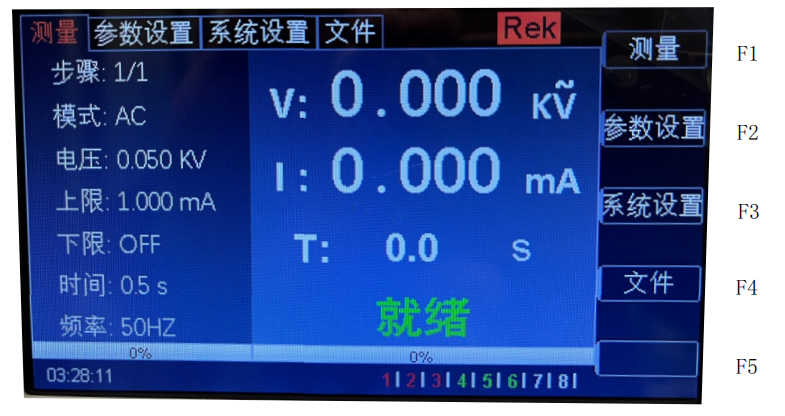 测量 参数设置 系统设置 文件 Rek
测量 F1
步骤: 1/1
V: 0.000 KṼ
模式: AC
参数设置 F2
电压: 0.050 KV
I: 0.000 mA
上限: 1.000 mA
系统设置 F3
下限: OFF
T: 0.0 s
时间: 0.5 s
文件 F4
频率: 50HZ
就绪
0% 0%
F5
03:28:11 1|2|3|4|5|6|7|8|